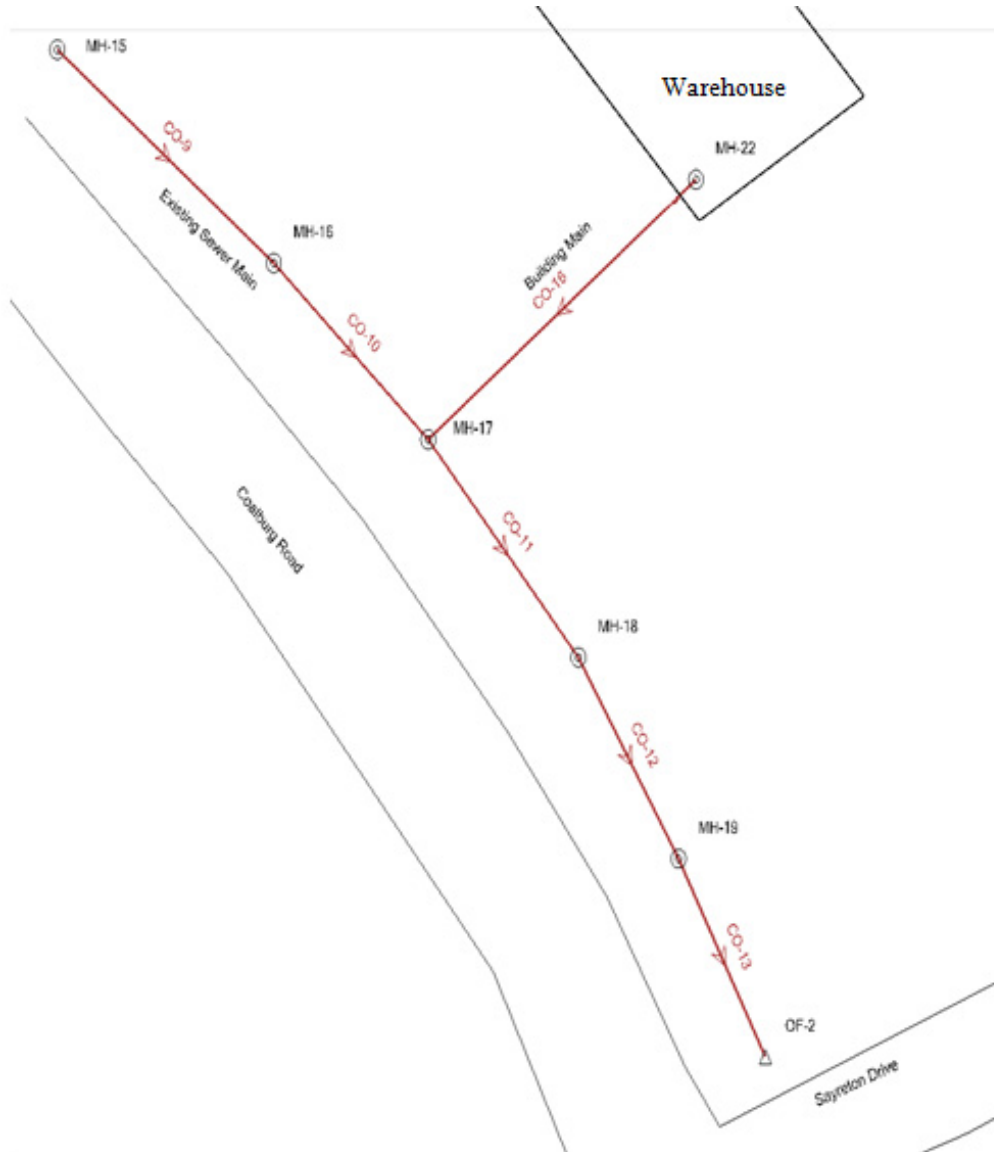 MH-15
Warehouse
CO-9
MH-22
Existing Sewer Main
MH-16
Building Main
CO-16
CO-10
MH-17
Coalburg Road
CO-11
MH-18
CO-12
MH-19
CO-13
OF-2
Sayreton Drive